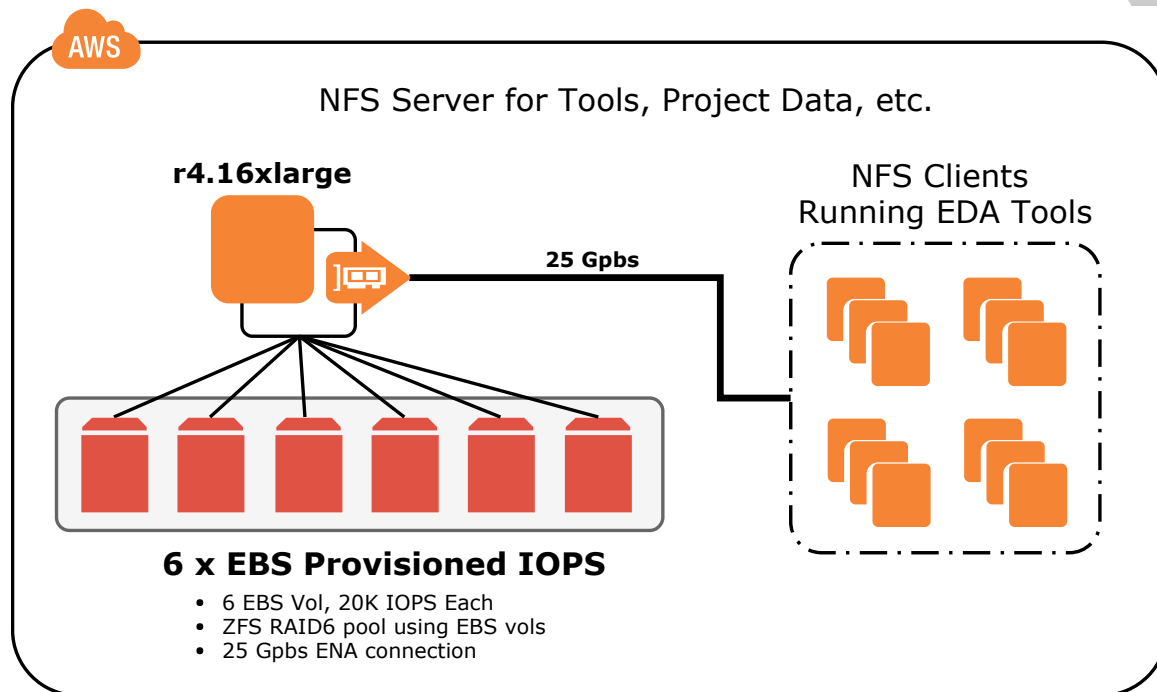 AWS
NFS Server for Tools, Project Data, etc.
r4.16xlarge
NFS Clients
Running EDA Tools
25 Gpbs
6 x EBS Provisioned IOPS
• 6 EBS Vol, 20K IOPS Each
• ZFS RAID6 pool using EBS vols
• 25 Gpbs ENA connection